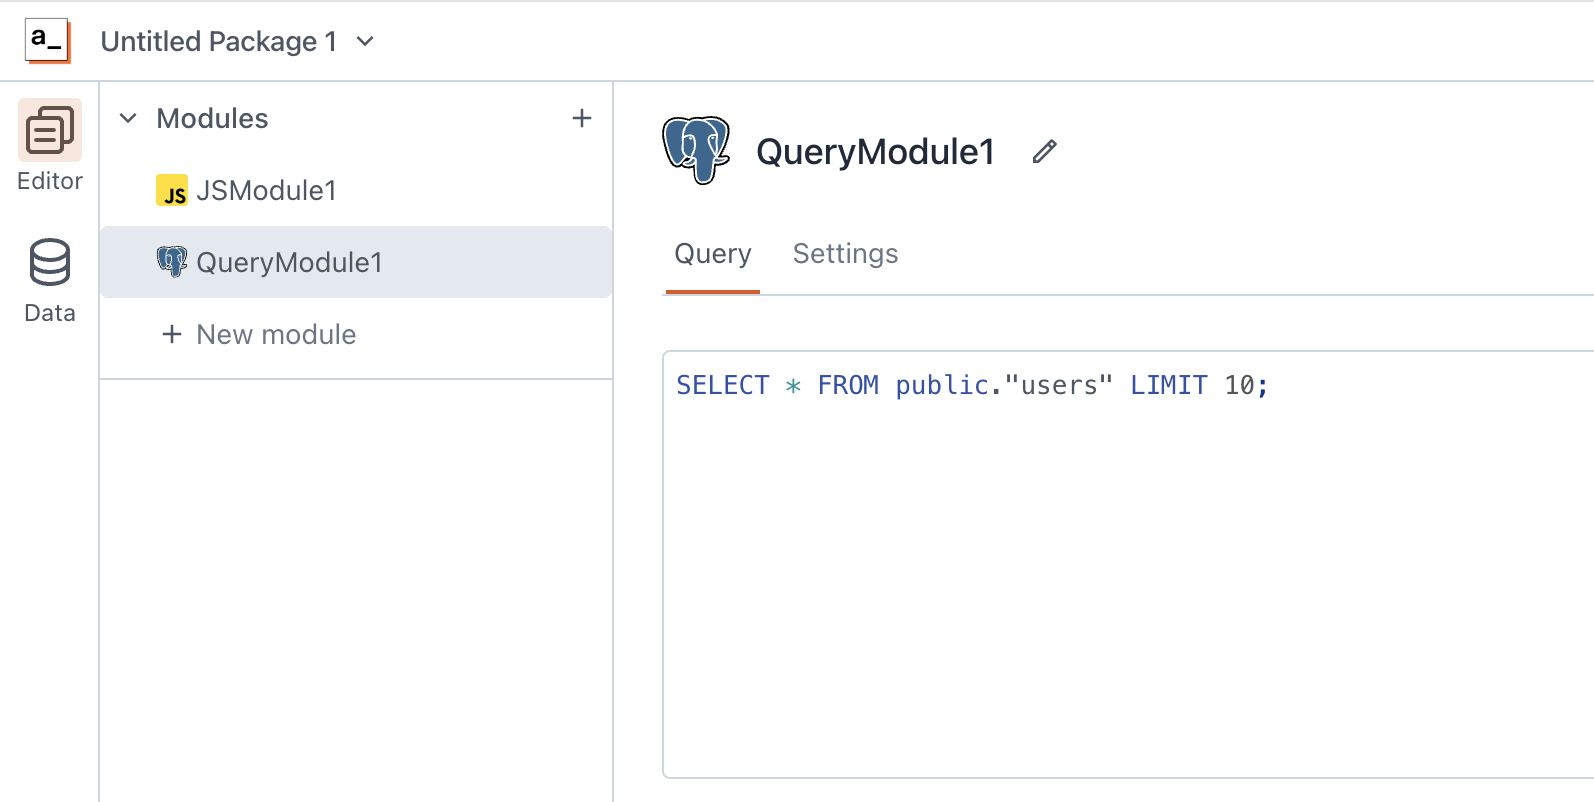 a_
Untitled Package 1
Editor
Data
Modules
JS JSModule1
QueryModule1
New module
QueryModule1
Query Settings
SELECT * FROM public."users" LIMIT 10;